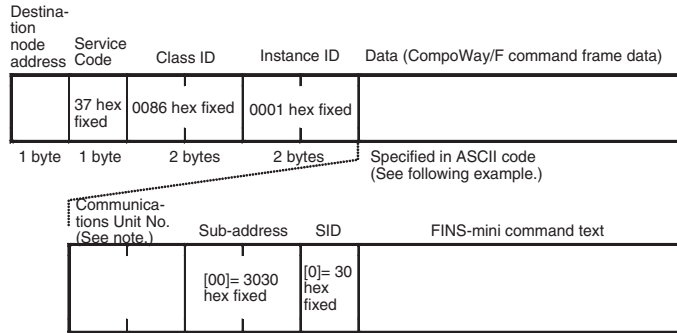 Destina-
tion
node
address
Service
Code
Class ID
Instance ID
Data (CompoWay/F command frame data)
37 hex
fixed
0086 hex fixed
0001 hex fixed
1 byte
1 byte
2 bytes
2 bytes
Specified in ASCII code
(See following example.)
Communica-
tions Unit No.
(See note.)
Sub-address
SID
FINS-mini command text
[00]= 3030
hex fixed
[0]= 30
hex
fixed